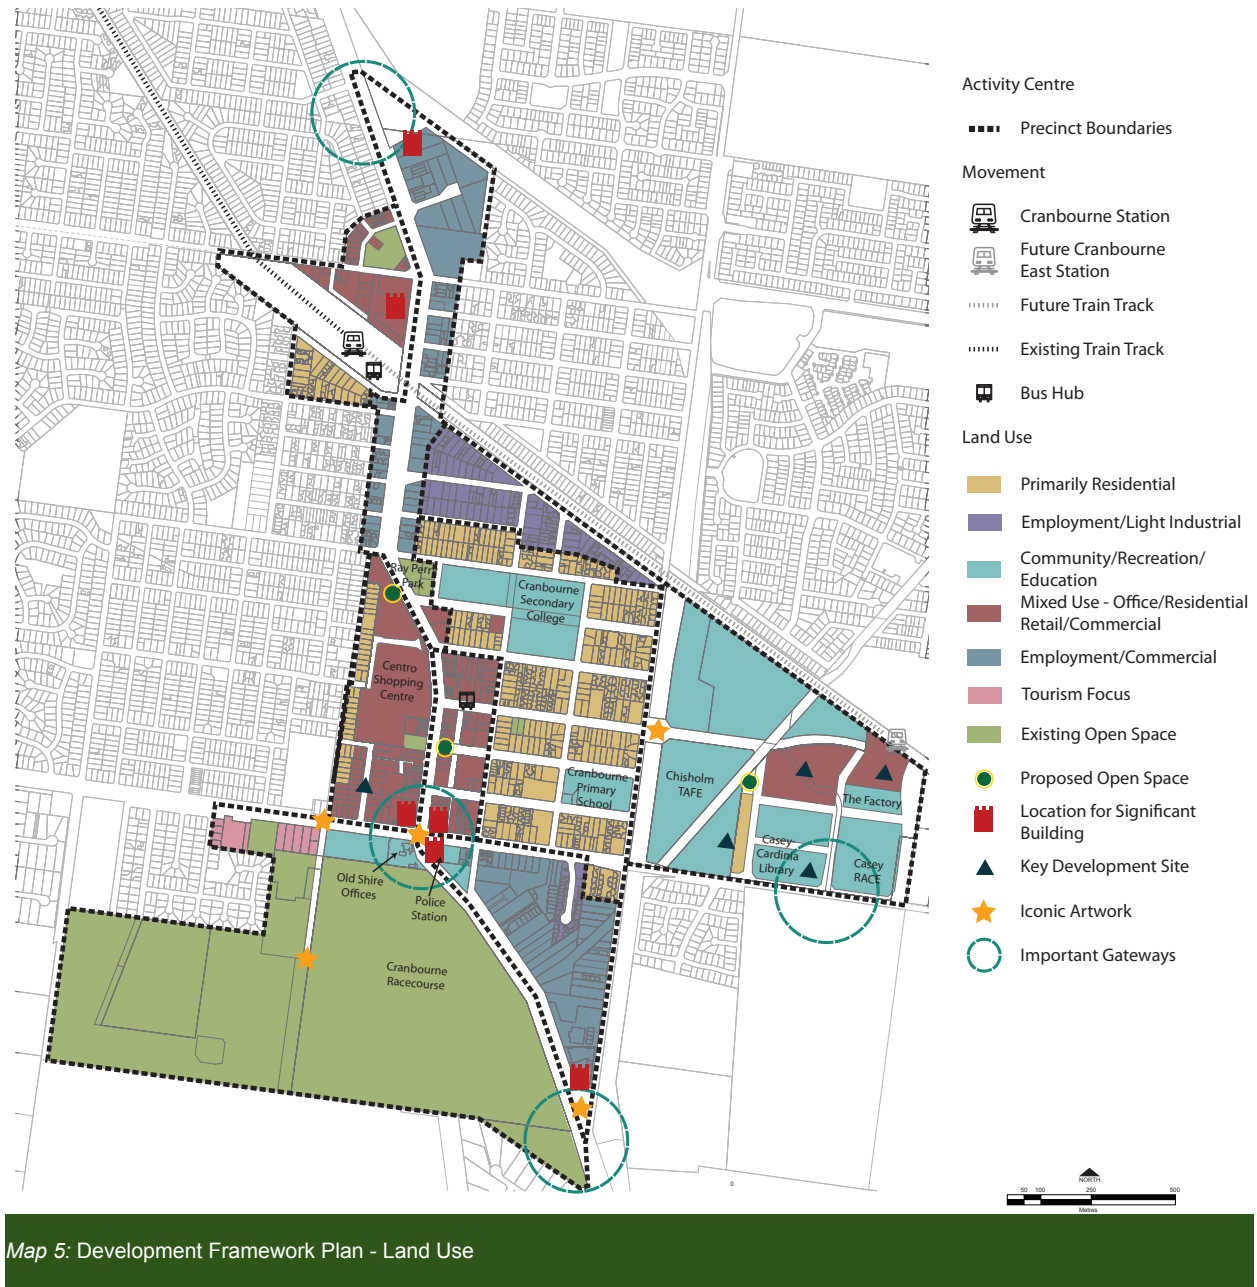 Activity Centre
Precinct Boundaries
Movement
Cranbourne Station
Future Cranbourne
East Station
Future Train Track
Existing Train Track
Bus Hub
Land Use
Primarily Residential
Employment/Light Industrial
Community/Recreation/
Education
Mixed Use - Office/Residential
Retail/Commercial
Employment/Commercial
Tourism Focus
Existing Open Space
Proposed Open Space
Location for Significant
Building
Key Development Site
Iconic Artwork
Important Gateways
Ray Perry
Park
Cranbourne
Secondary
College
Centro
Shopping
Centre
Cranbourne
Primary
School
Chisholm
TAFE
The Factory
Casey
Cardinia
Library
Casey
RACE
Old Shire
Offices
Police
Station
Cranbourne
Racecourse
0
NORTH
50 100 250 500
Metres
Map 5: Development Framework Plan - Land Use